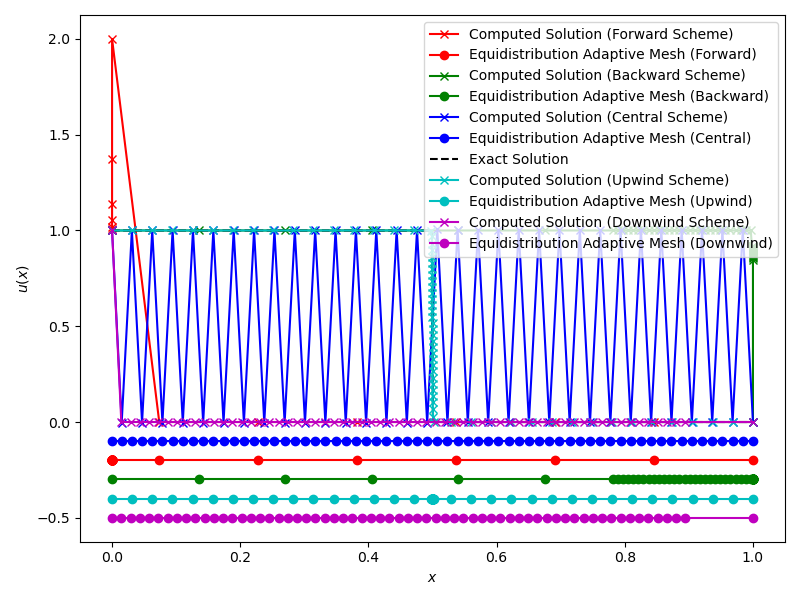 2.0
1.5
1.0
0.5
0.0
−0.5
u(x)
Computed Solution (Forward Scheme)
Equidistribution Adaptive Mesh (Forward)
Computed Solution (Backward Scheme)
Equidistribution Adaptive Mesh (Backward)
Computed Solution (Central Scheme)
Equidistribution Adaptive Mesh (Central)
Exact Solution
Computed Solution (Upwind Scheme)
Equidistribution Adaptive Mesh (Upwind)
Computed Solution (Downwind Scheme)
Equidistribution Adaptive Mesh (Downwind)
0.0 0.2 0.4 0.6 0.8 1.0
x